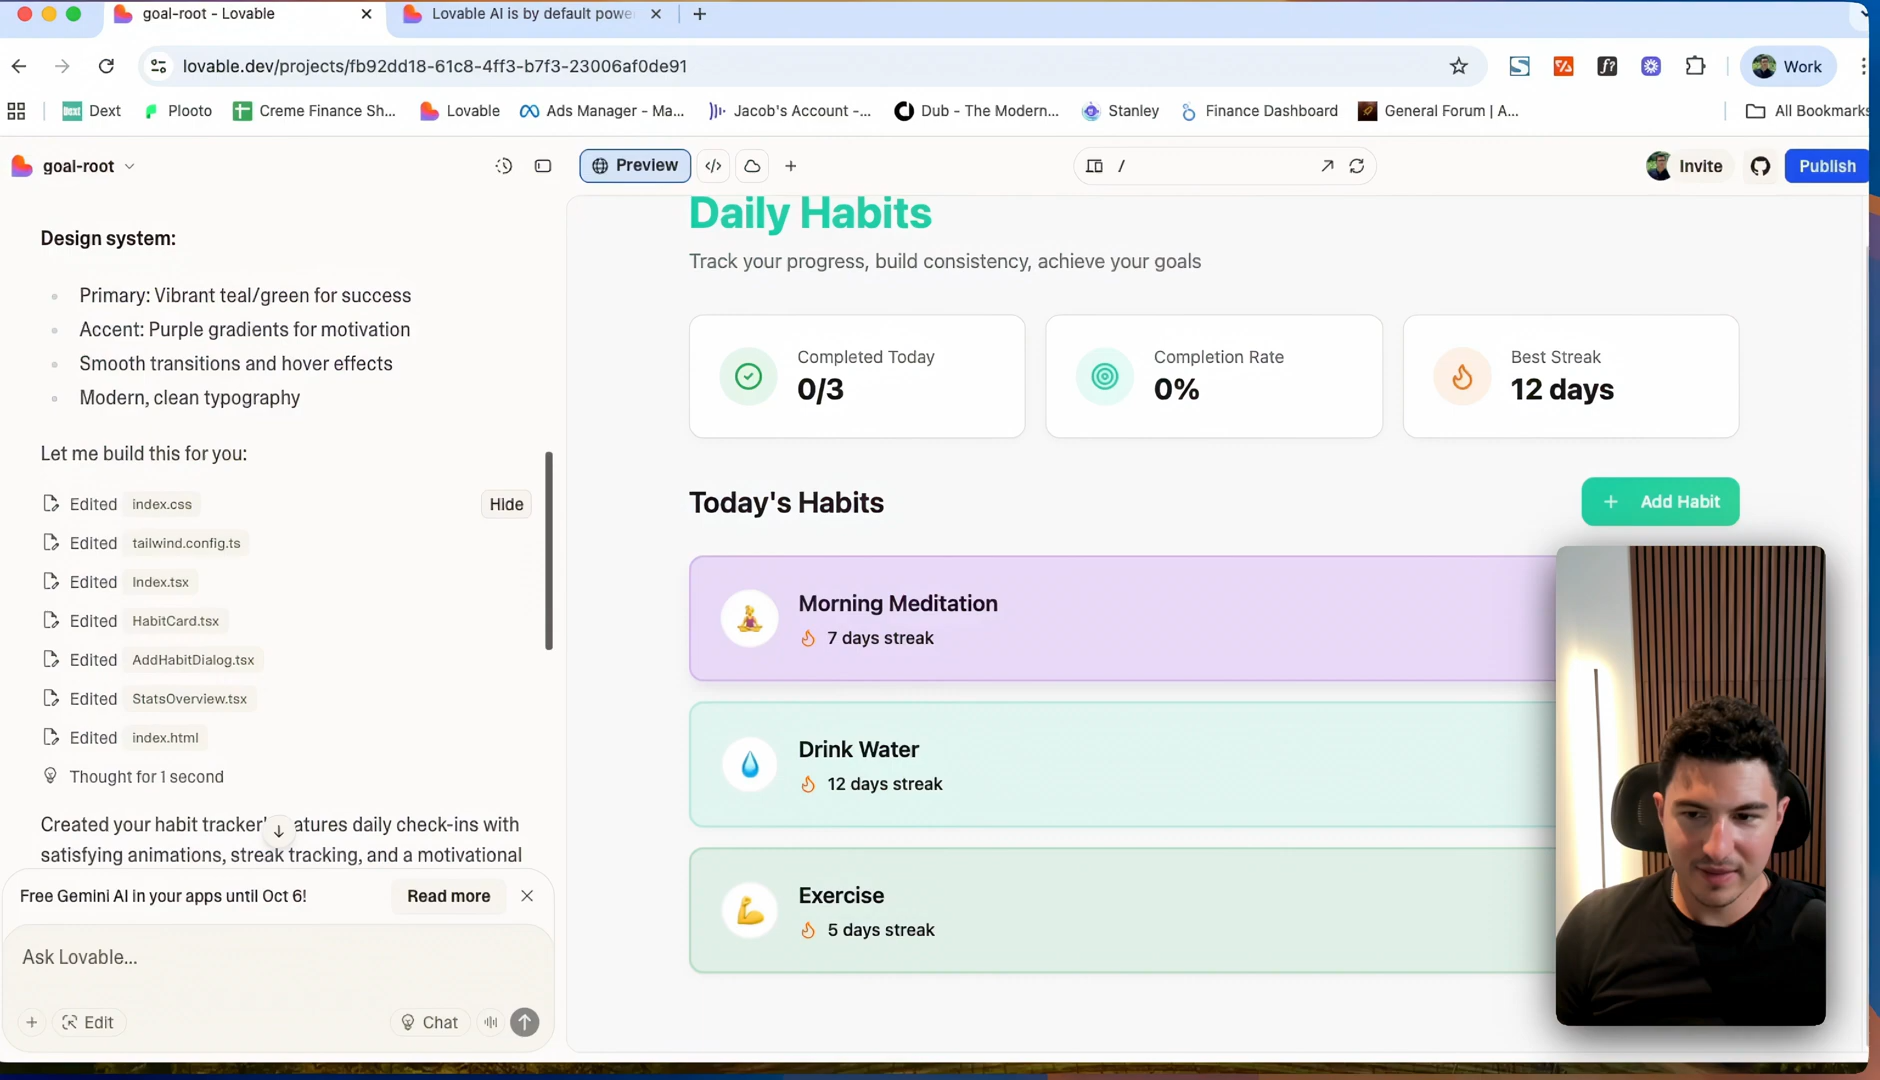 goal-root - Lovable
Lovable AI is by default powe
lovable.dev/projects/fb92dd18-61c8-4ff3-b7f3-23006af0de91
Work
Dext
Dext
Plooto
Creme Finance Sh...
Lovable
Ads Manager - Ma...
Jacob's Account -...
Dub - The Modern...
Stanley
Finance Dashboard
General Forum | A...
All Bookmarks
goal-root
Preview
/
Invite
Publish
Design system:
Primary: Vibrant teal/green for success
Accent: Purple gradients for motivation
Smooth transitions and hover effects
Modern, clean typography
Let me build this for you:
Edited index.css
Hide
Edited tailwind.config.ts
Edited Index.tsx
Edited HabitCard.tsx
Edited AddHabitDialog.tsx
Edited StatsOverview.tsx
Edited index.html
Thought for 1 second
Created your habit tracker! atures daily check-ins with
satisfying animations, streak tracking, and a motivational
Free Gemini AI in your apps until Oct 6!
Read more
Ask Lovable...
Edit
Chat
Daily Habits
Track your progress, build consistency, achieve your goals
Completed Today
0/3
Completion Rate
0%
Best Streak
12 days
Today's Habits
+ Add Habit
Morning Meditation
7 days streak
Drink Water
12 days streak
Exercise
5 days streak